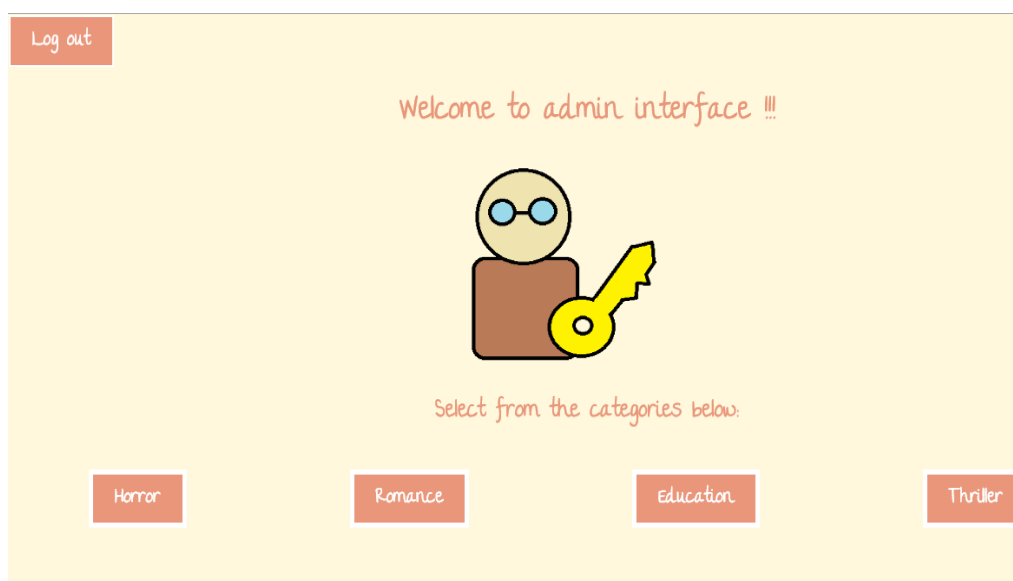 Log out
Welcome to admin interface !!!
Select from the categories below:
Horror Romance Education Thriller